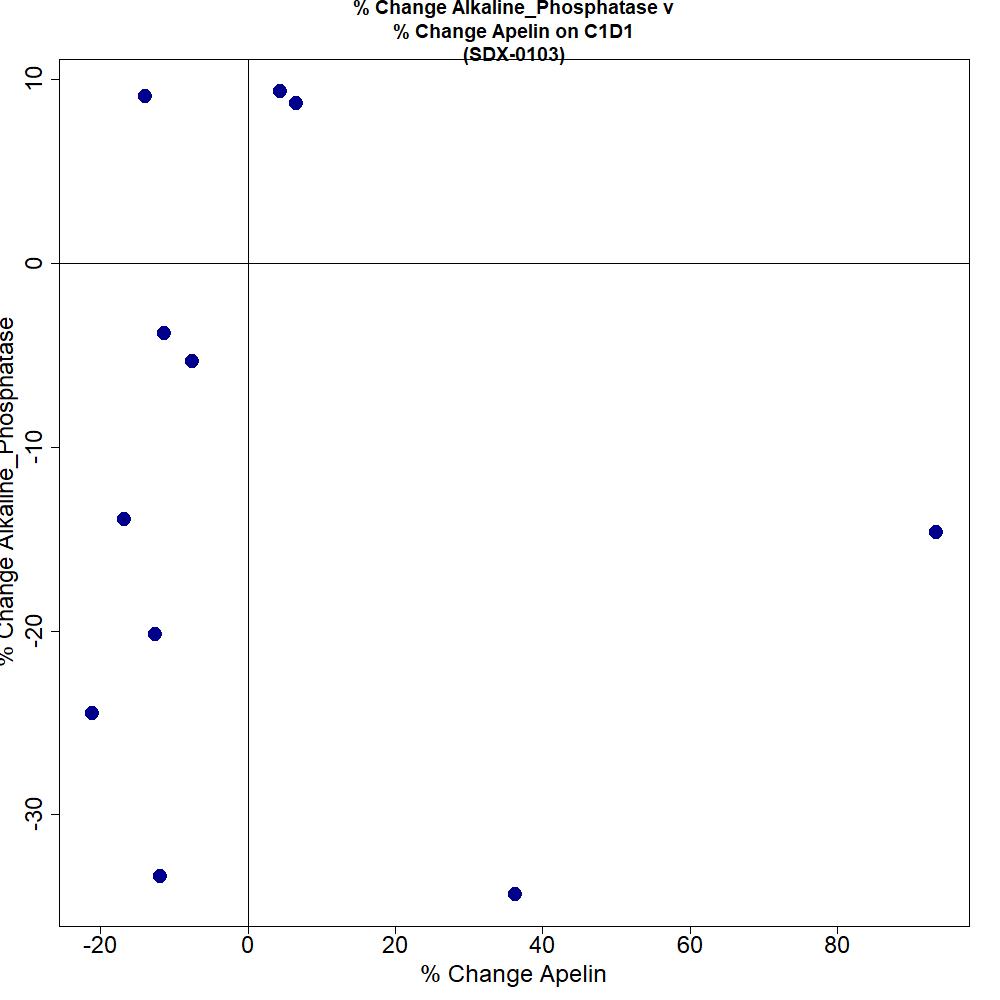 % Change Alkaline_Phosphatase v
% Change Apelin on C1D1
(SDX-0103)
% Change Alkaline_Phosphatase
10
0
-10
-20
-30
-20 0 20 40 60 80
% Change Apelin